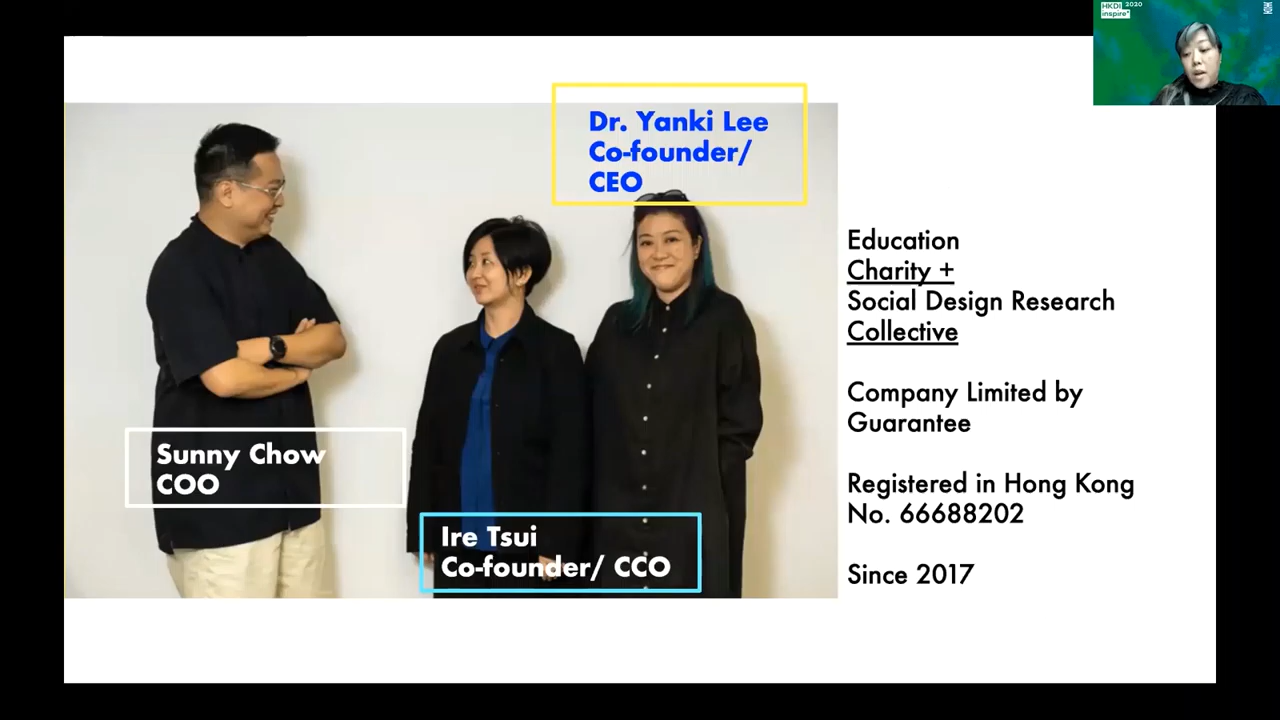 Dr. Yanki Lee
Co-founder/
CEO
Sunny Chow
COO
Ire Tsui
Co-founder/ CCO
Education
Charity +
Social Design Research
Collective
Company Limited by
Guarantee
Registered in Hong Kong
No. 66688202
Since 2017
HKDI 2020
inspire*